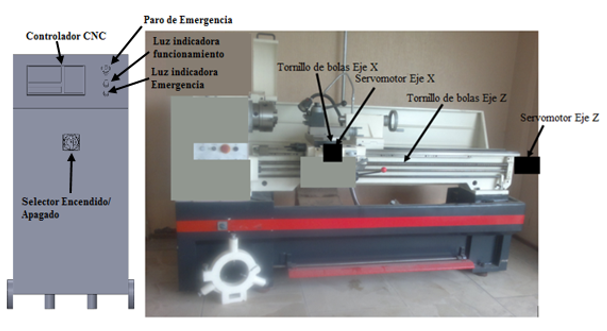 Paro de Emergencia
Controlador CNC
Luz indicadora
funcionamiento
Luz indicadora
Emergencia
Selector Encendido/
Apagado
Tornillo de bolas Eje X
Servomotor Eje X
Tornillo de bolas Eje Z
Servomotor Eje Z